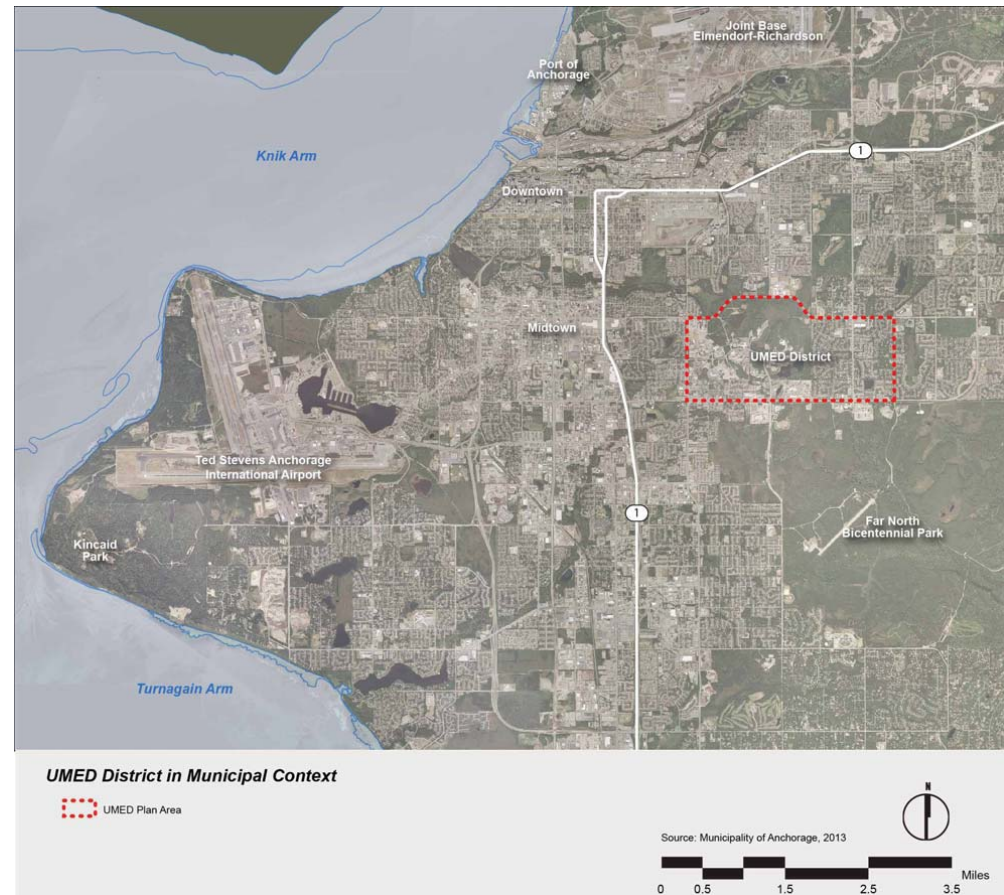 Joint Base
Elmendorf-Richardson
Port of
Anchorage
Knik Arm
1
Downtown
Midtown
UMED District
Ted Stevens Anchorage
International Airport
1
Far North
Bicentennial Park
Kincaid
Park
Turnagain Arm
UMED District in Municipal Context
UMED Plan Area
N
Source: Municipality of Anchorage, 2013
Miles
0 0.5 1.5 2.5 3.5